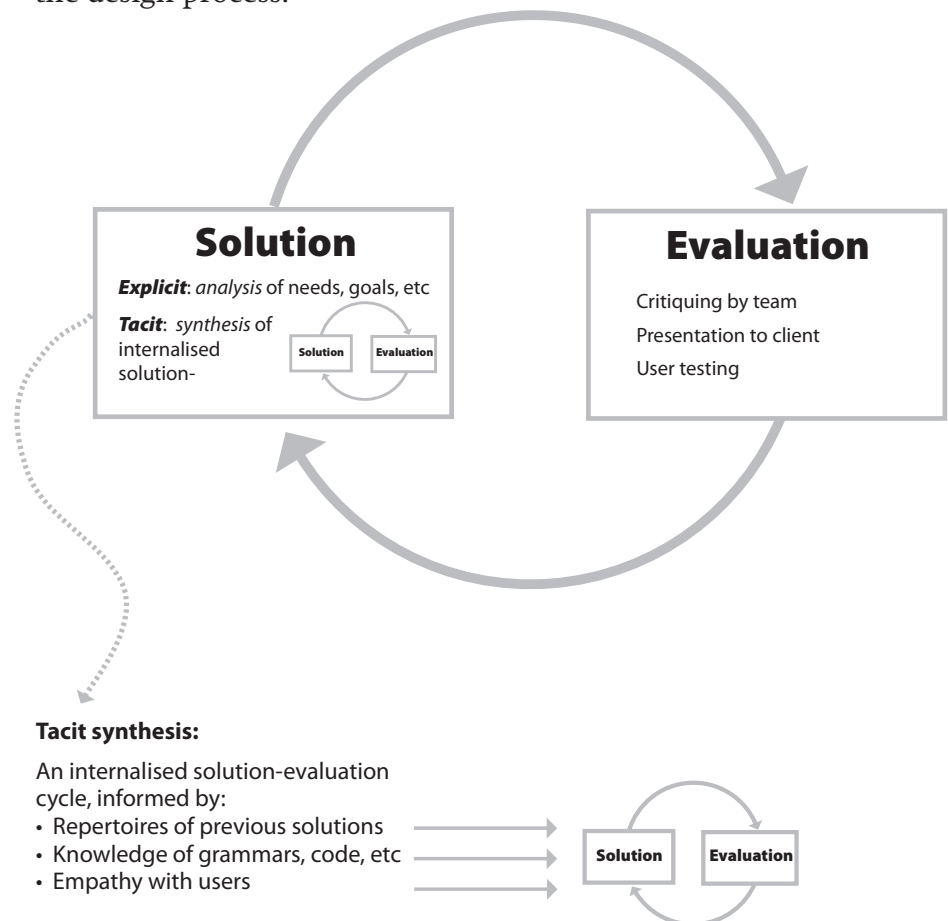 the design process.
Solution
Explicit: analysis of needs, goals, etc
Tacit: synthesis of
internalised
solution-
Solution
Evaluation
Evaluation
Critiquing by team
Presentation to client
User testing
Tacit synthesis:
An internalised solution-evaluation
cycle, informed by:
• Repertoires of previous solutions
• Knowledge of grammars, code, etc
• Empathy with users
Solution
Evaluation